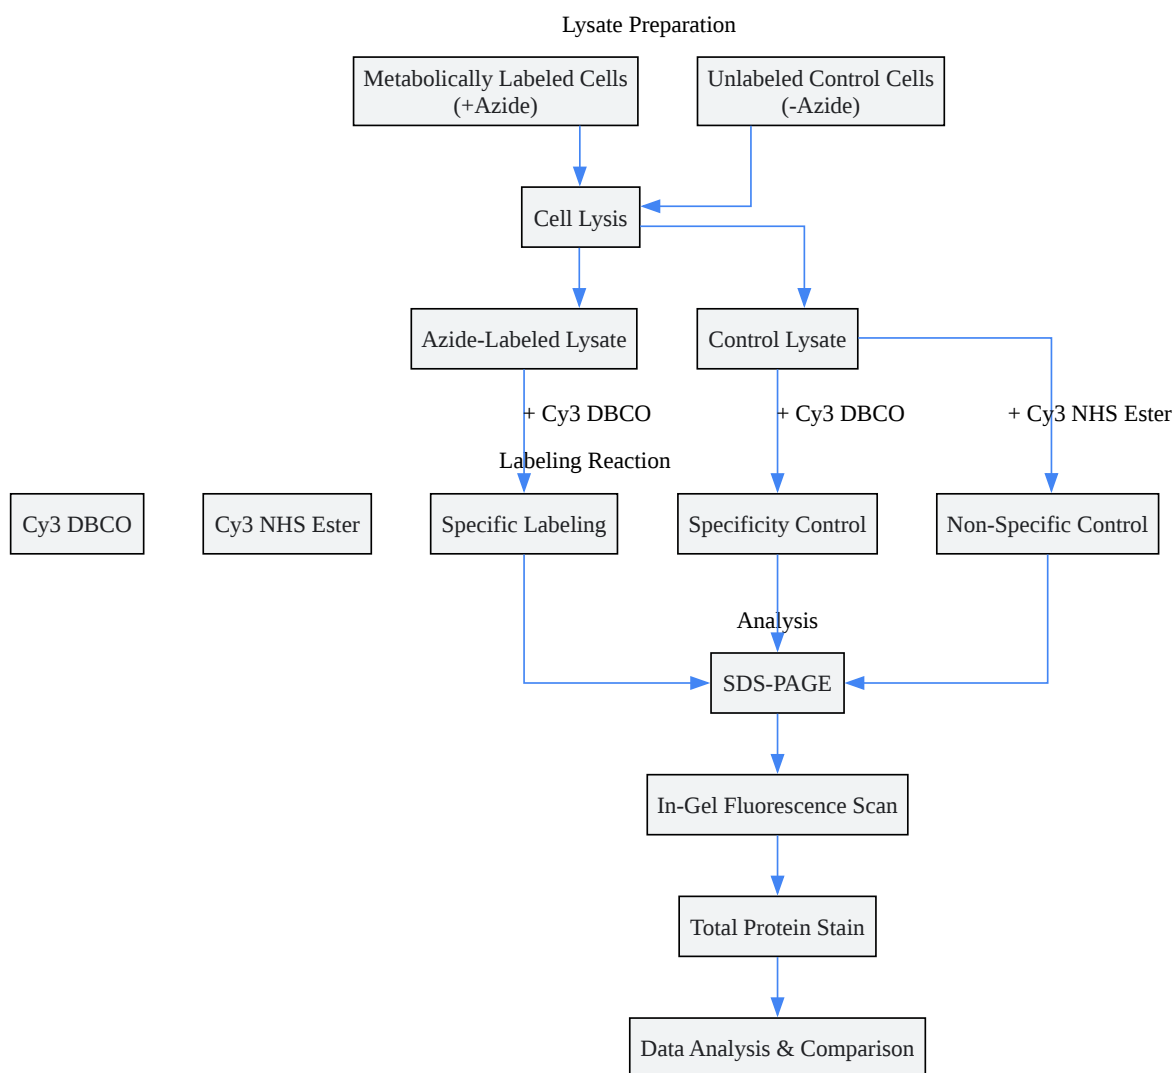 Lysate Preparation
Metabolically Labeled Cells
(+Azide)
Unlabeled Control Cells
(-Azide)
Cell Lysis
Azide-Labeled Lysate
Control Lysate
+ Cy3 DBCO
+ Cy3 DBCO
+ Cy3 NHS Ester
Labeling Reaction
Cy3 DBCO
Cy3 NHS Ester
Specific Labeling
Specificity Control
Non-Specific Control
Analysis
SDS-PAGE
In-Gel Fluorescence Scan
Total Protein Stain
Data Analysis & Comparison